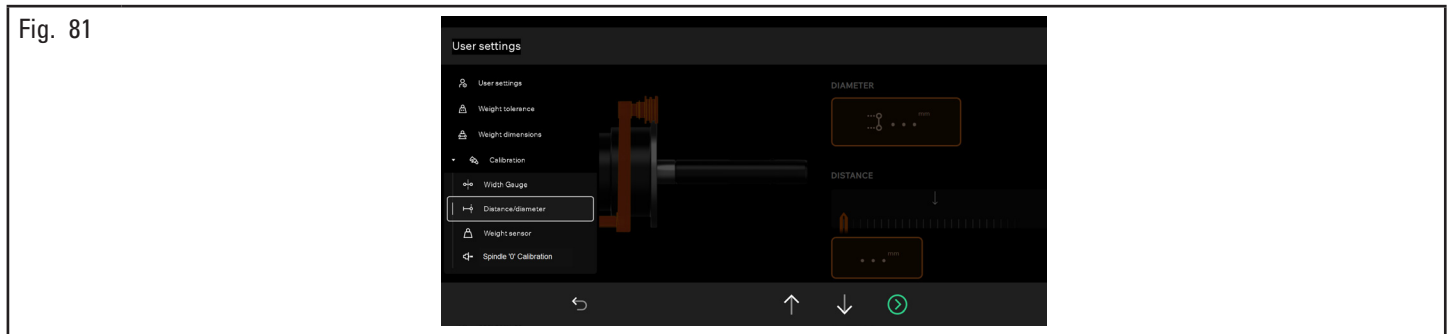 Fig. 81
User settings
User settings
Weight tolerance
Weight dimensions
Calibration
Width Gauge
Distance/diameter
Weight sensor
Spindle '0' Calibration
DIAMETER
... mm
DISTANCE
... mm